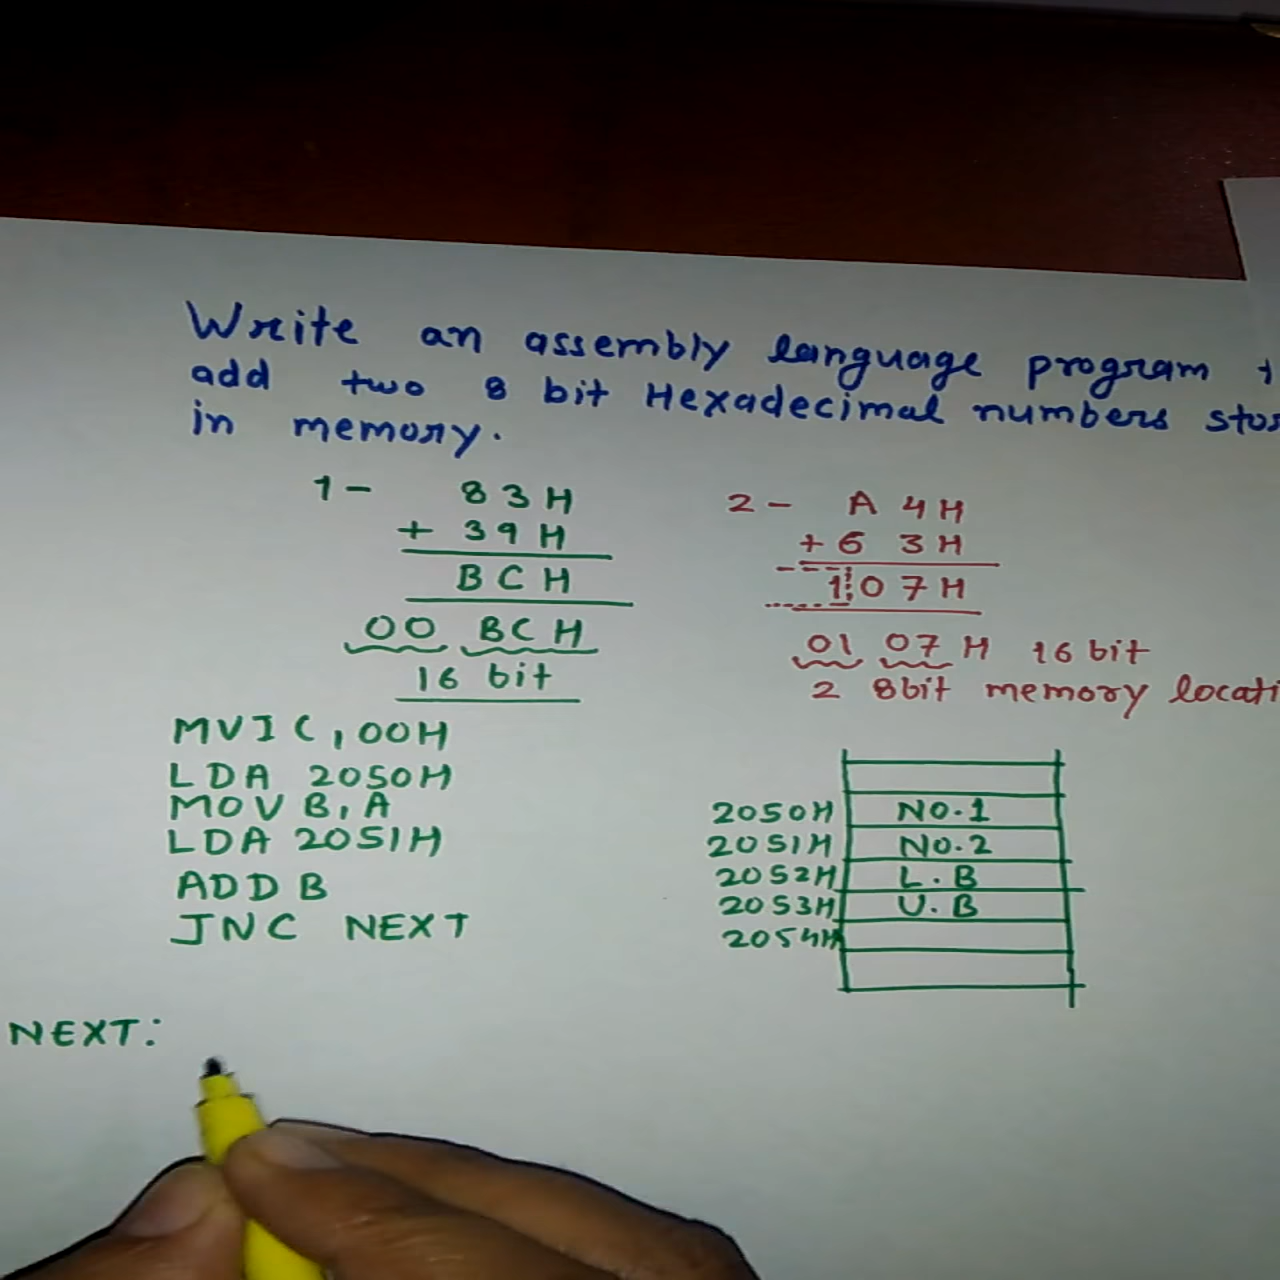 Write an assembly language program
add two 8 bit Hexadecimal numbers
in memory.
1- 83H
+ 39H
BCH
00 BCH
16 bit
2- A4H
+ 63H
107H
01 07H 16 bit
2 8bit memory
MVI C, 00H
LDA 2050H
MOV B, A
LDA 2051H
ADD B
JNC NEXT
NEXT:
2050H NO.1
2051H NO.2
2052H L.B
2053H U.B
2054H